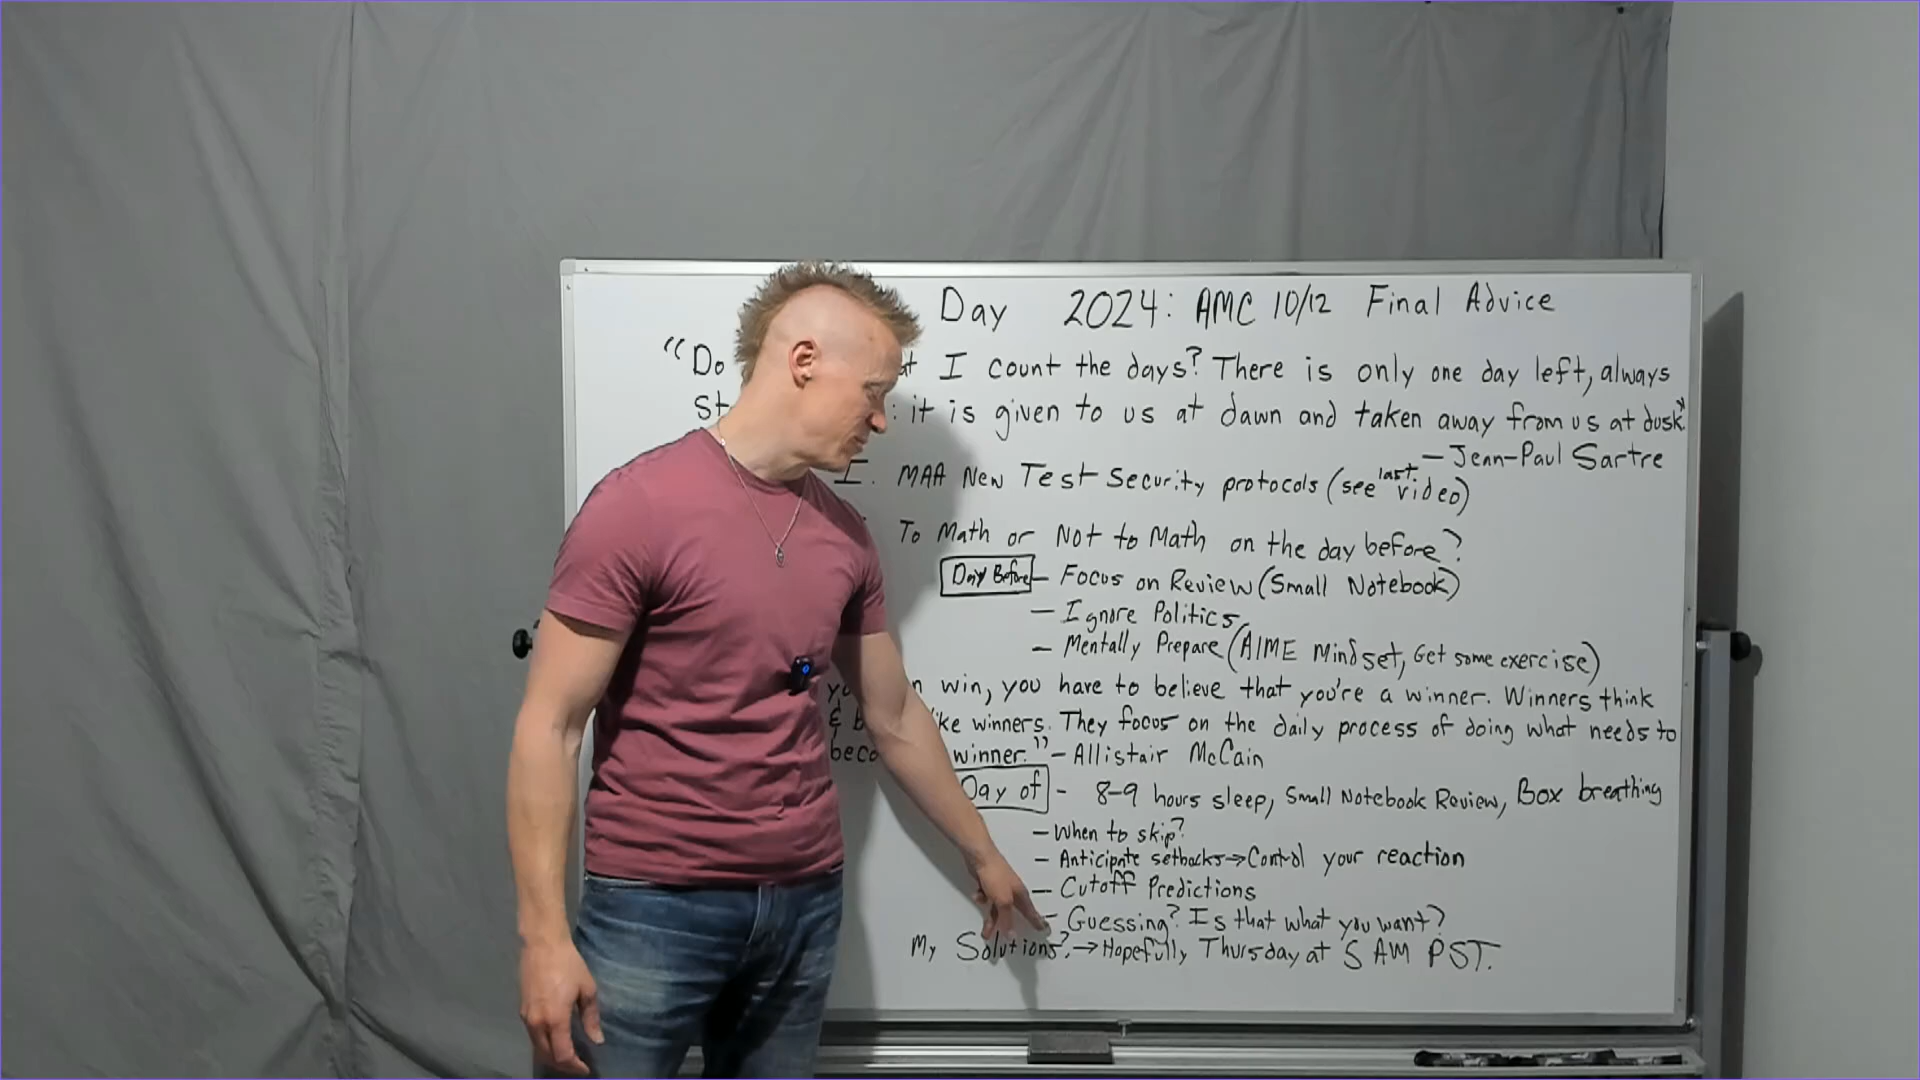 Day 2024: AMC 10/12 Final Advice
"Do at I count the days? There is only one day left, always
St : it is given to us at dawn and taken away from us at dusk"
- Jean-Paul Sartre
I. MAA New Test Security protocols (see last video)
To Math or Not to Math on the day before?
Day Before - Focus on Review (Small Notebook)
- Ignore Politics
- Mentally Prepare (AIME Mindset, Get some exercise)
n win, you have to believe that you're a winner. Winners think
& b ke winners. They focus on the daily process of doing what needs to
beco winner." - Allistair McCain
Day of - 8-9 hours sleep, Small Notebook Review, Box breathing
- When to skip?
- Anticipate setbacks → Control your reaction
- Cutoff Predictions
- Guessing? Is that what you want?
My Solutions? → Hopefully Thursday at 5 AM PST.